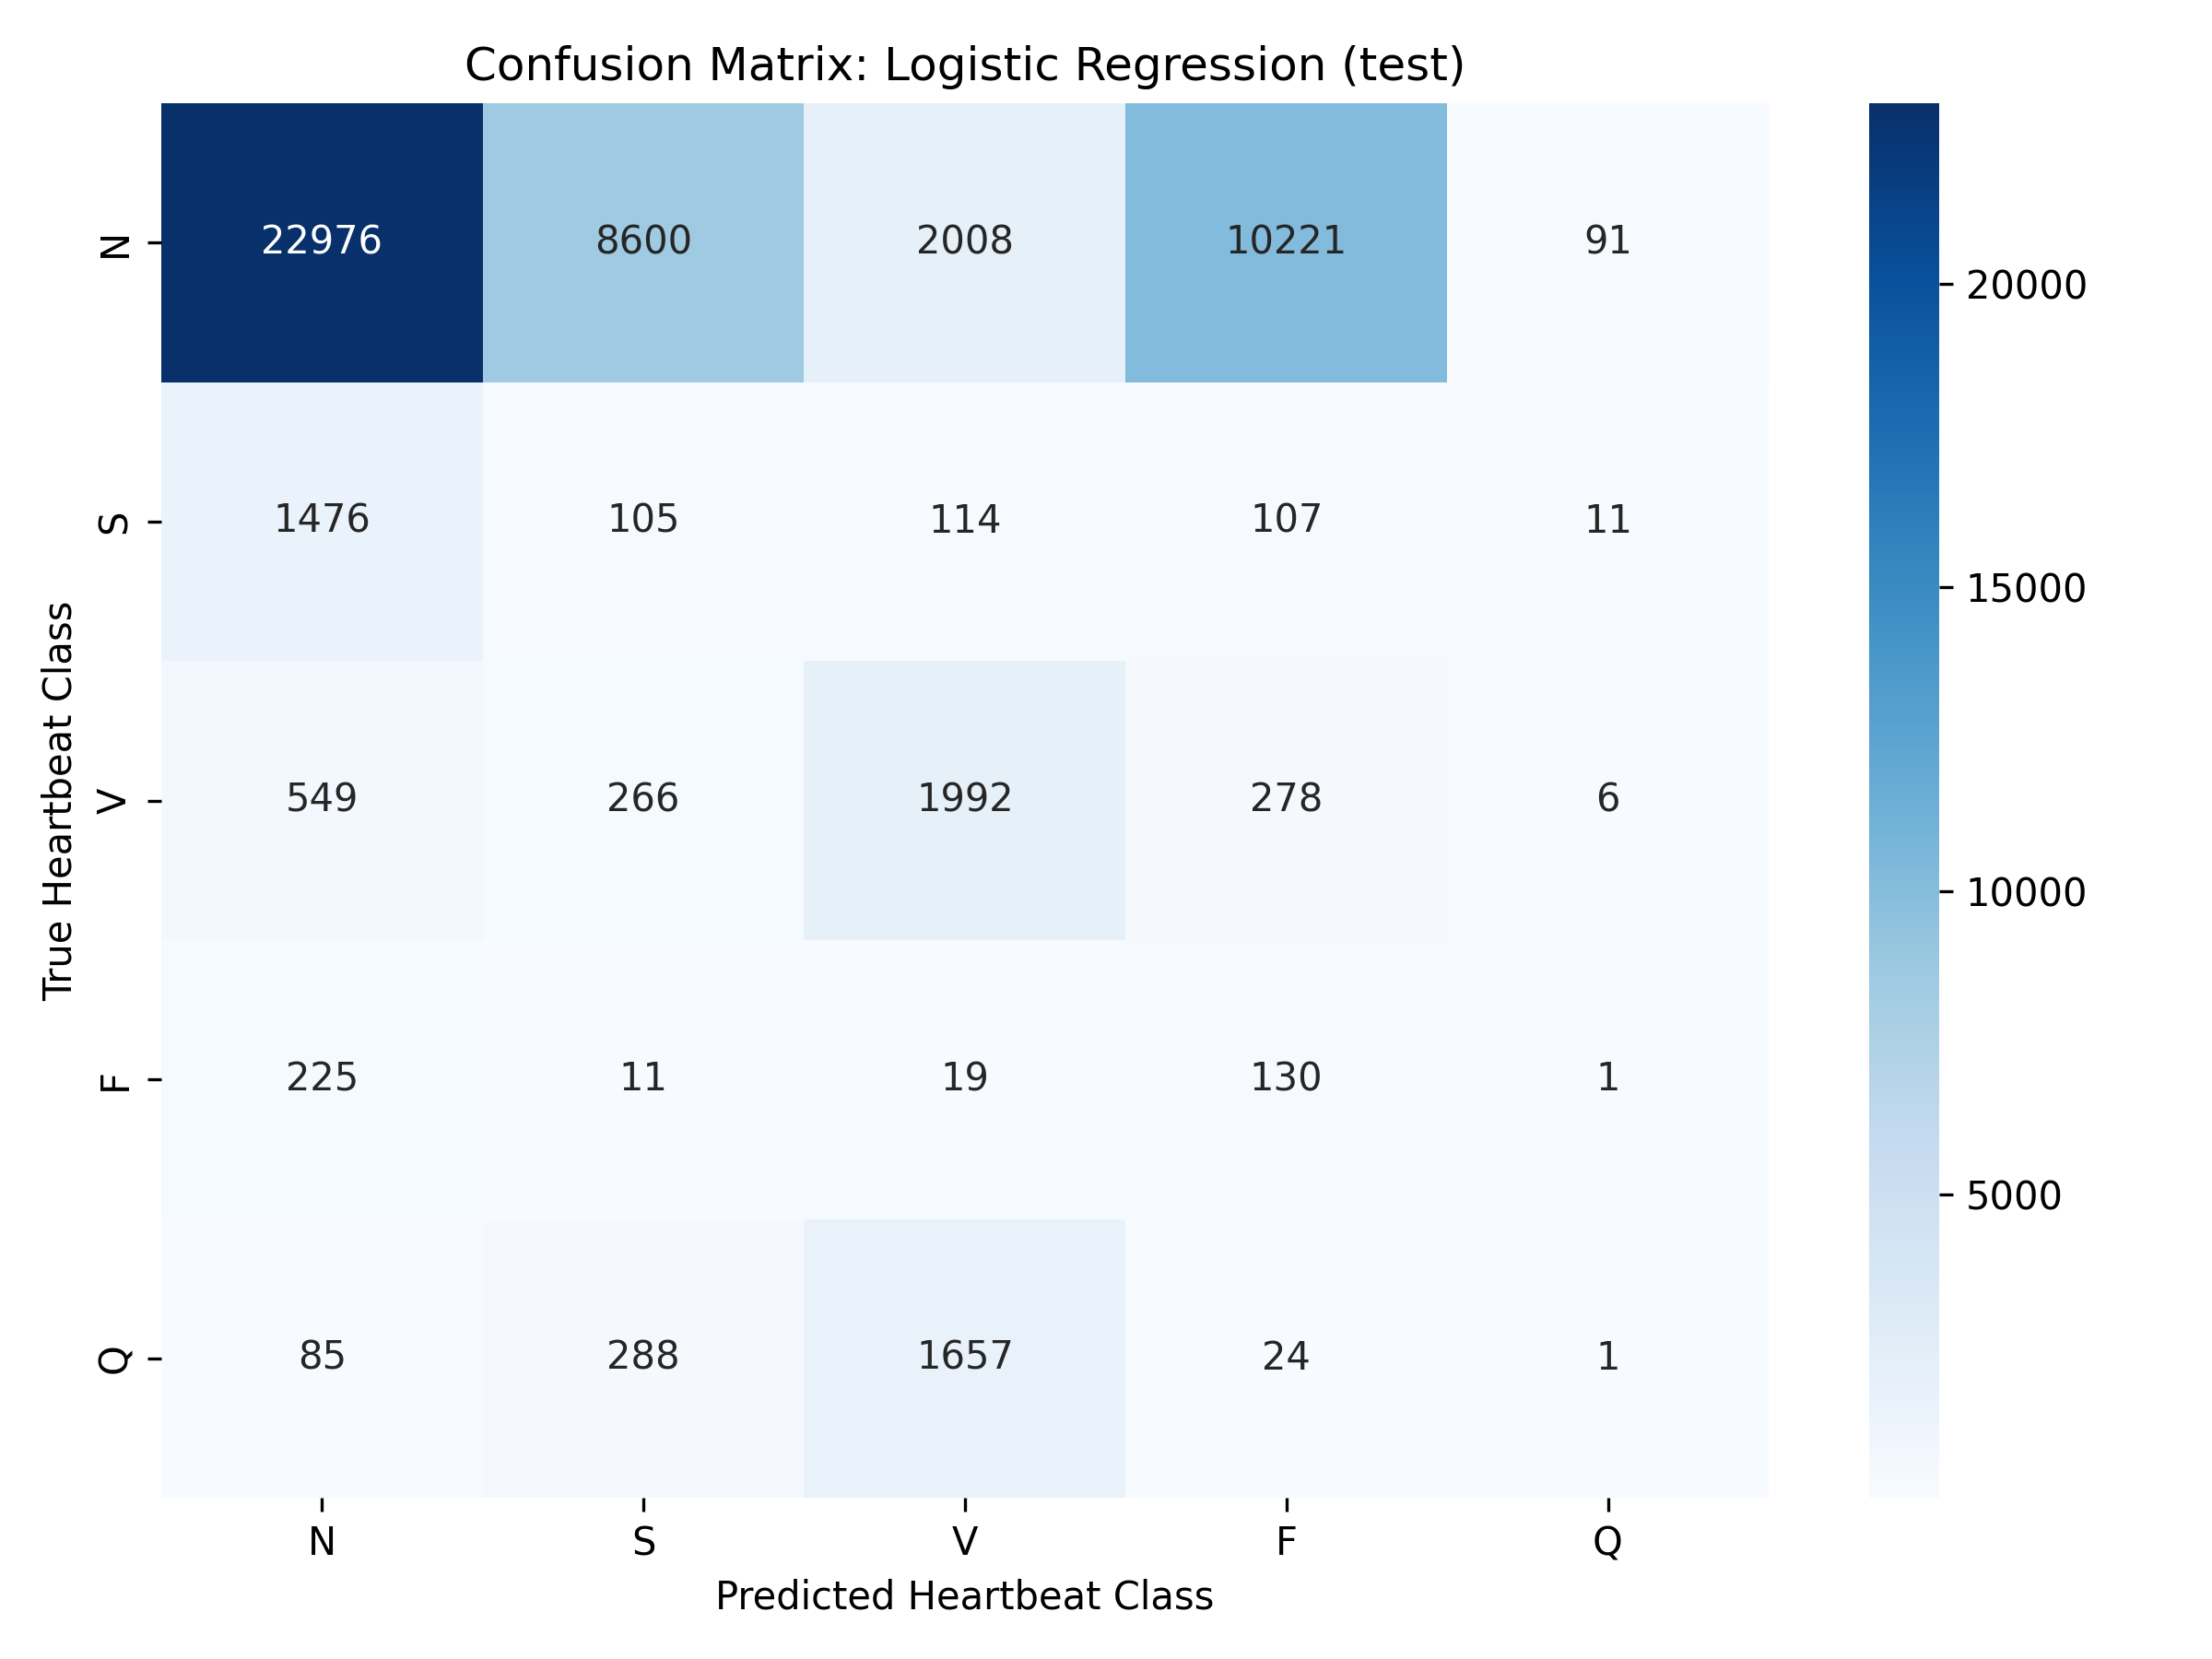 Confusion Matrix: Logistic Regression (test)
True Heartbeat Class
N 22976 8600 2008 10221 91
S 1476 105 114 107 11
V 549 266 1992 278 6
F 225 11 19 130 1
Q 85 288 1657 24 1
N S V F Q
Predicted Heartbeat Class
20000
15000
10000
5000